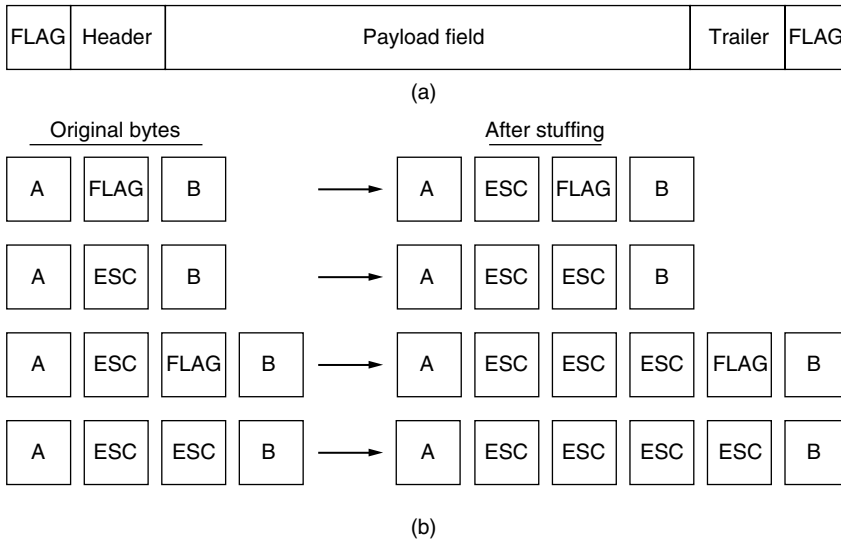 FLAG Header Payload field Trailer FLAG
(a)
Original bytes After stuffing
A FLAG B A ESC FLAG B
A ESC B A ESC ESC B
A ESC FLAG B A ESC ESC ESC FLAG B
A ESC ESC B A ESC ESC ESC ESC B
(b)